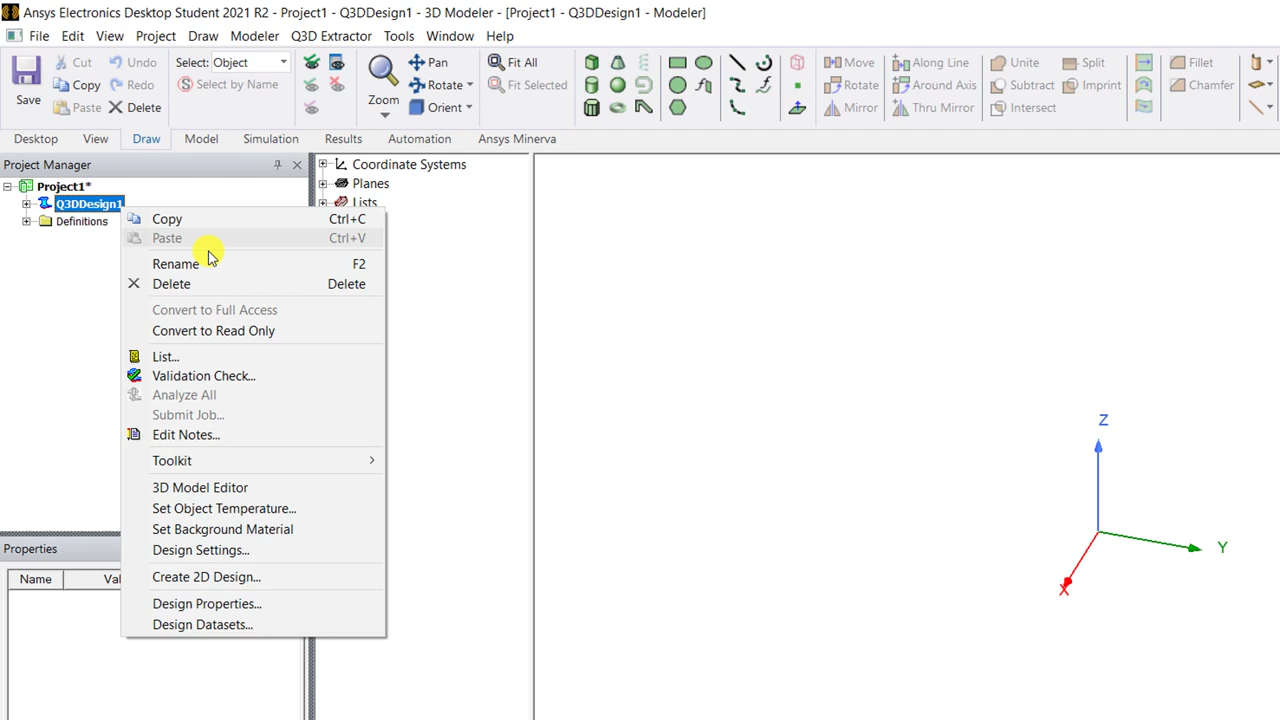 Ansys Electronics Desktop Student 2021 R2 - Project1 - Q3DDesign1 - 3D Modeler - [Project1 - Q3DDesign1 - Modeler]
File Edit View Project Draw Modeler Q3D Extractor Tools Window Help
Save
Cut
Copy
Paste
Undo
Redo
Delete
Select: Object
Select by Name
Zoom
Pan
Rotate
Orient
Fit All
Fit Selected
Move
Rotate
Mirror
Along Line
Around Axis
Thru Mirror
Unite
Subtract
Intersect
Split
Imprint
Fillet
Chamfer
Desktop View Draw Model Simulation Results Automation Ansys Minerva
Project Manager
Project1*
Q3DDesign1
Definitions
Coordinate Systems
Planes
Lists
Copy Ctrl+C
Paste Ctrl+V
Rename F2
Delete Delete
Convert to Full Access
Convert to Read Only
List...
Validation Check...
Analyze All
Submit Job...
Edit Notes...
Toolkit
3D Model Editor
Set Object Temperature...
Set Background Material
Design Settings...
Create 2D Design...
Design Properties...
Design Datasets...
Properties
Name Val
Z
Y
X